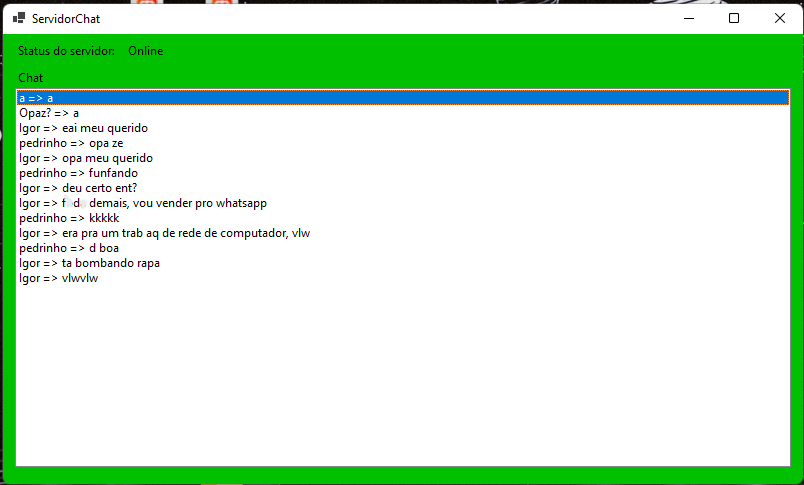 ServidorChat
Status do servidor: Online
Chat
a => a
Opaz? => a
Igor => eai meu querido
pedrinho => opa ze
Igor => opa meu querido
pedrinho => funfando
Igor => deu certo ent?
Igor => demais, vou vender pro whatsapp
pedrinho => kkkkk
Igor => era pra um trab aq de rede de computador, vlw
pedrinho => d boa
Igor => ta bombando rapa
Igor => vlwvlw